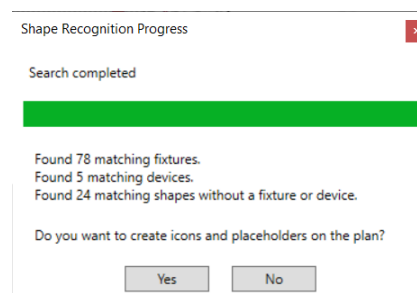 Shape Recognition Progress
Search completed
Found 78 matching fixtures.
Found 5 matching devices.
Found 24 matching shapes without a fixture or device.
Do you want to create icons and placeholders on the plan?
Yes No